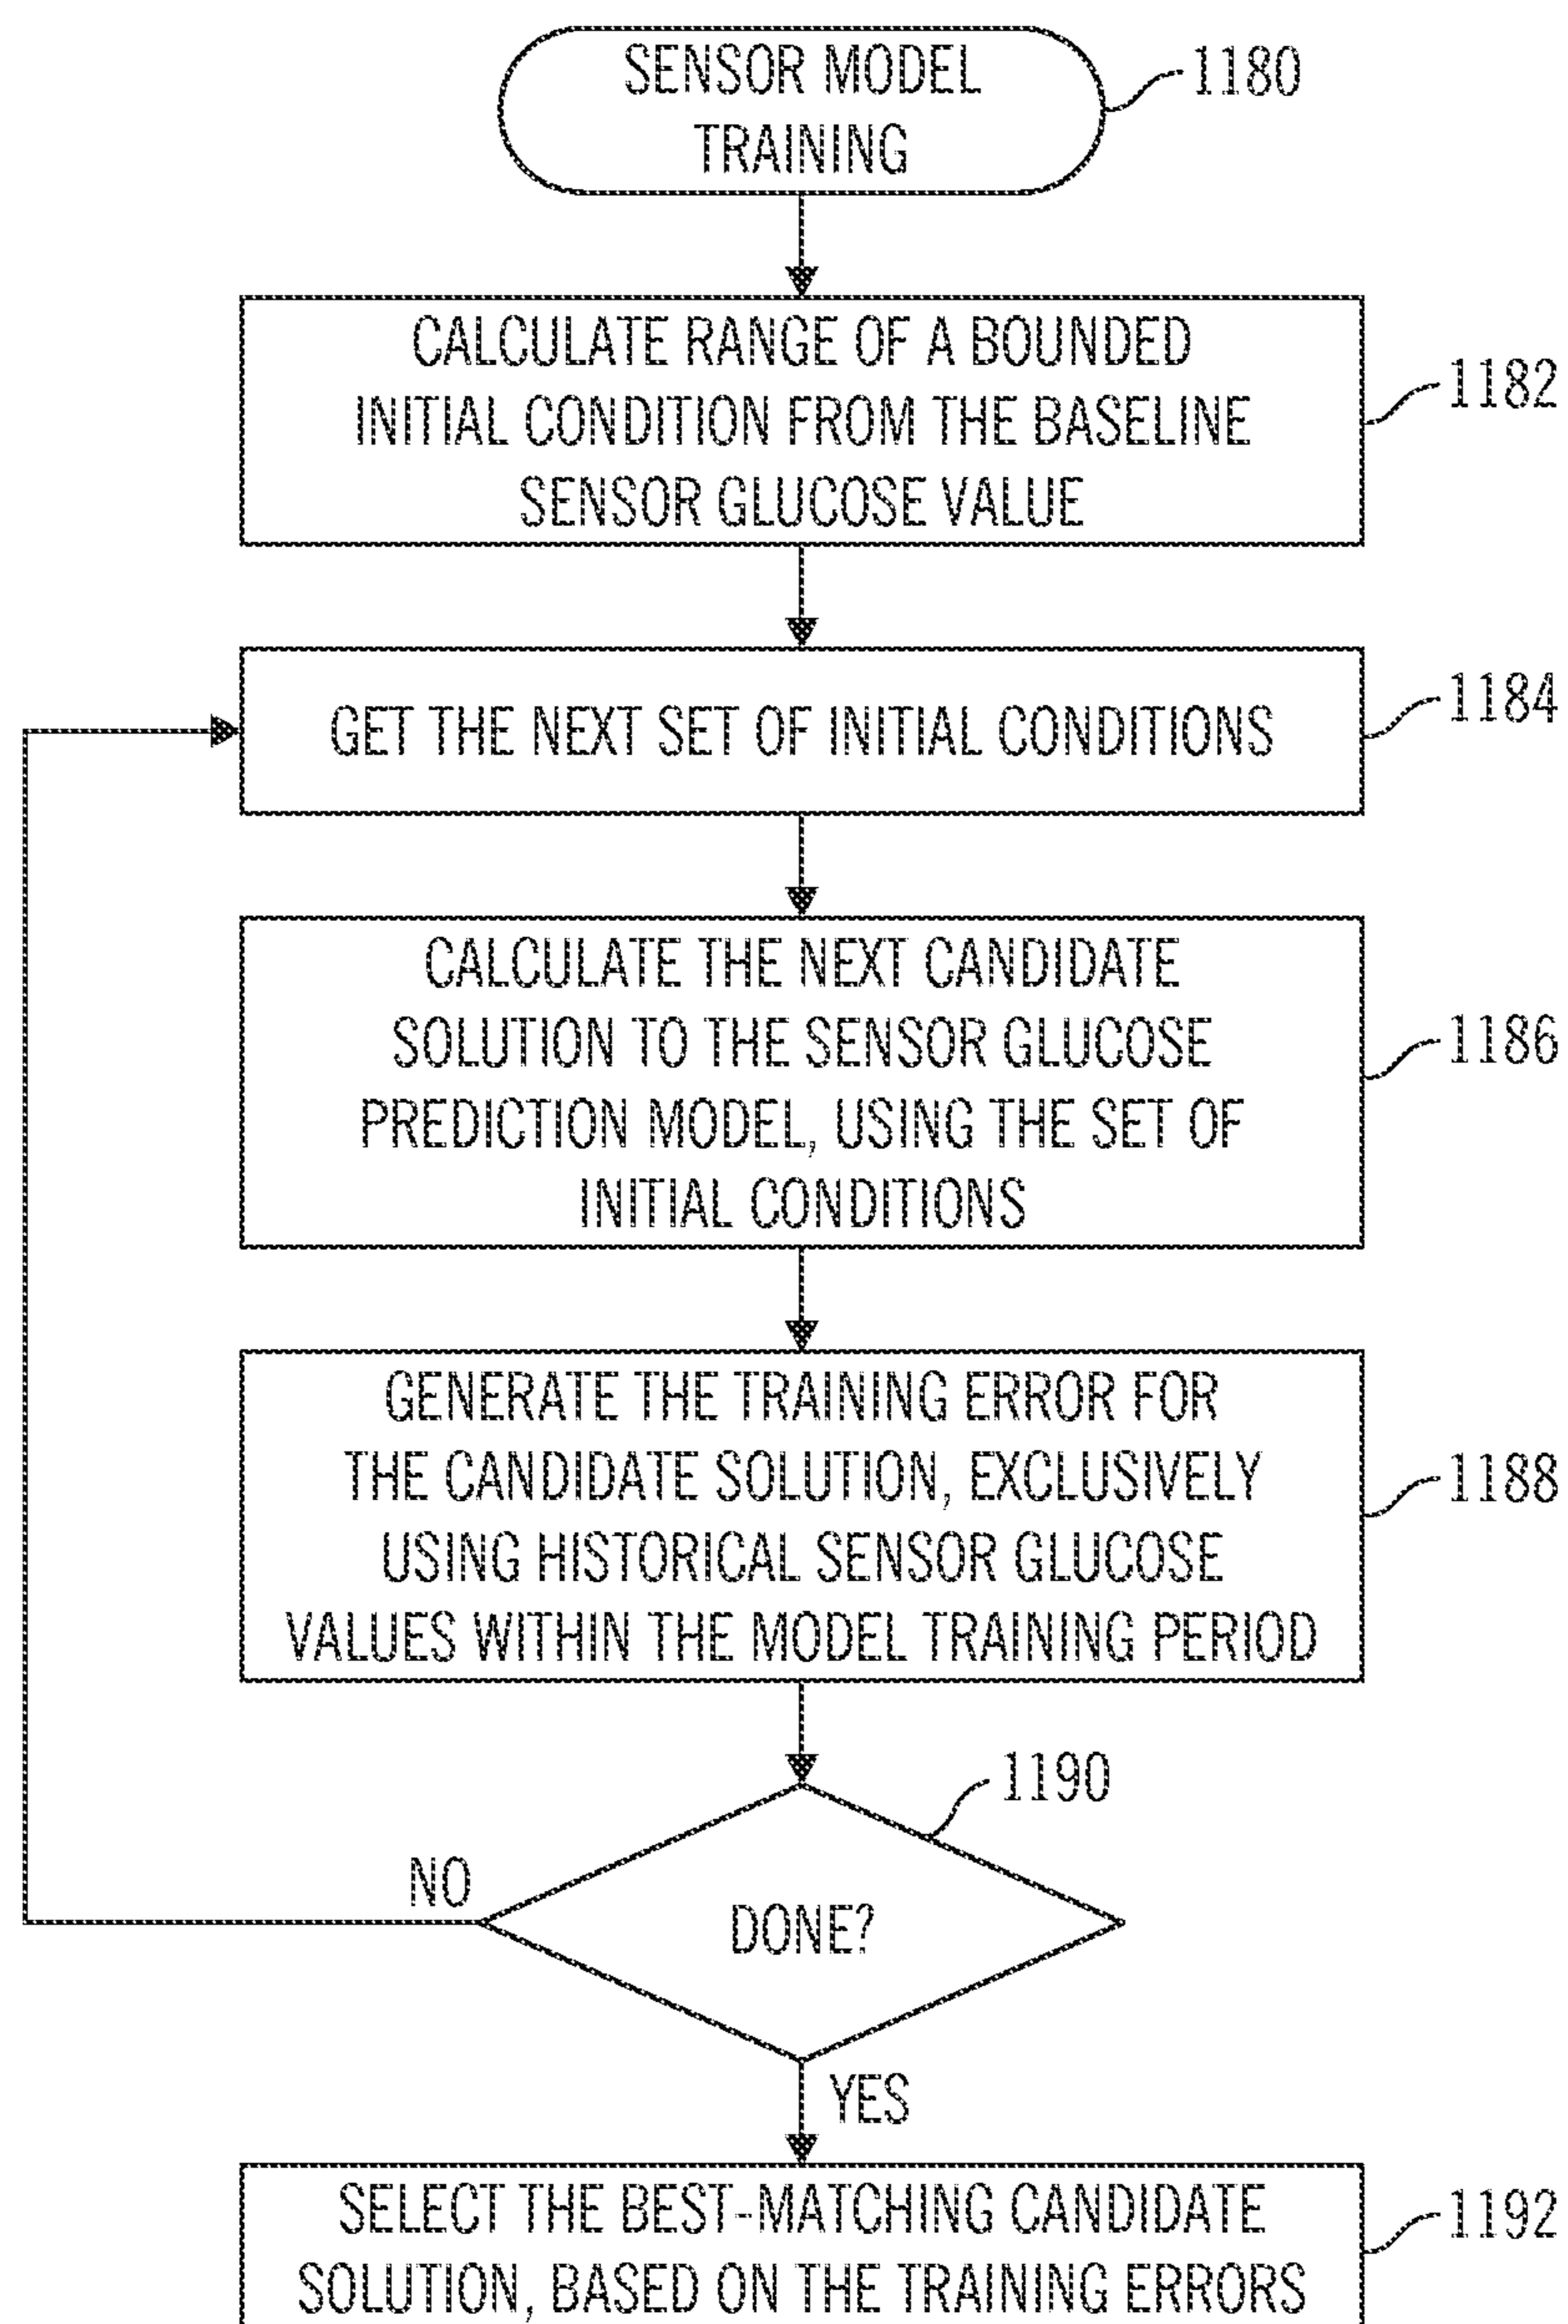 SENSOR MODEL
TRAINING
1180
CALCULATE RANGE OF A BOUNDED
INITIAL CONDITION FROM THE BASELINE
SENSOR GLUCOSE VALUE
1182
GET THE NEXT SET OF INITIAL CONDITIONS
1184
CALCULATE THE NEXT CANDIDATE
SOLUTION TO THE SENSOR GLUCOSE
PREDICTION MODEL, USING THE SET OF
INITIAL CONDITIONS
1186
GENERATE THE TRAINING ERROR FOR
THE CANDIDATE SOLUTION, EXCLUSIVELY
USING HISTORICAL SENSOR GLUCOSE
VALUES WITHIN THE MODEL TRAINING PERIOD
1188
1190
NO
DONE?
YES
SELECT THE BEST-MATCHING CANDIDATE
SOLUTION, BASED ON THE TRAINING ERRORS
1192